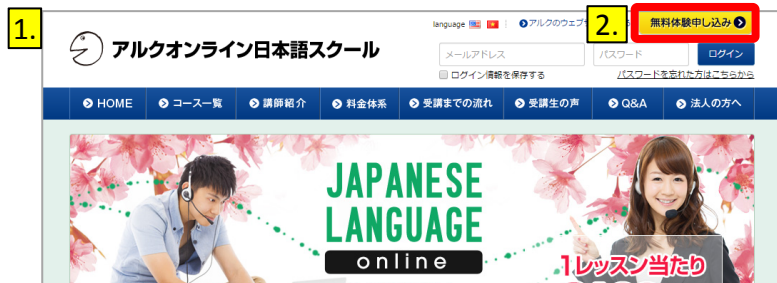 1.
language
アルクのウェブ
2.
無料体験申し込み
アルクオンライン日本語スクール
メールアドレス
パスワード
ログイン
ログイン情報を保存する
パスワードを忘れた方はこちらから
HOME
コース一覧
講師紹介
料金体系
受講までの流れ
受講生の声
Q&A
法人の方へ
JAPANESE
LANGUAGE
online
1レッスン当たり